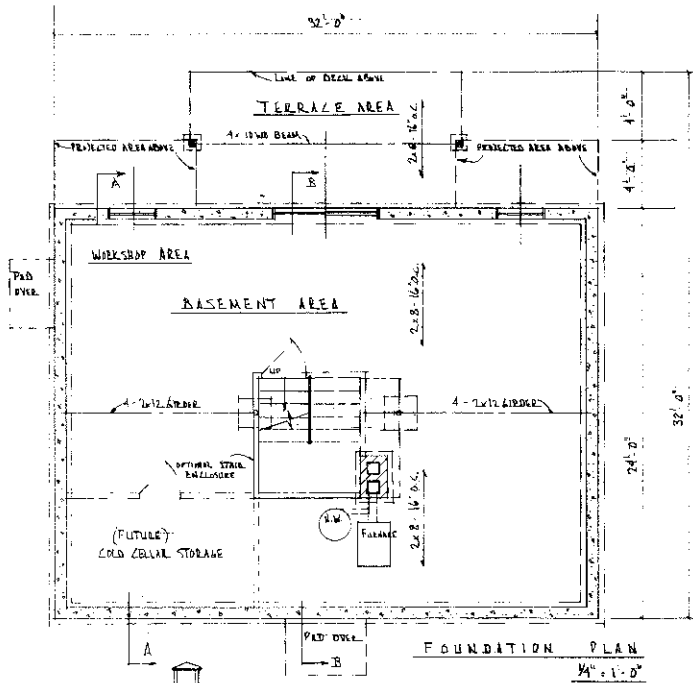 32'-0"
LINE OF DECK ABOVE
TERRACE AREA
4'-0"
4x10 WD BEAM
2x8-16"o.c.
PROJECTED AREA ABOVE
PROJECTED AREA ABOVE
4'-0"
A
B
WORKSHOP AREA
PAD
OVER
BASEMENT AREA
2x8-16"O.C.
UP
4-2x12 GIRDER
4-2x12 GIRDER
32'-0"
24'-0"
OPTIONAL STAIR
ENCLOSURE
H.W.
FURNACE
2x8-16"O.C.
(FUTURE)
COLD CELLAR STORAGE
PAD OVER
A
B
FOUNDATION PLAN
1/4" = 1'-0"